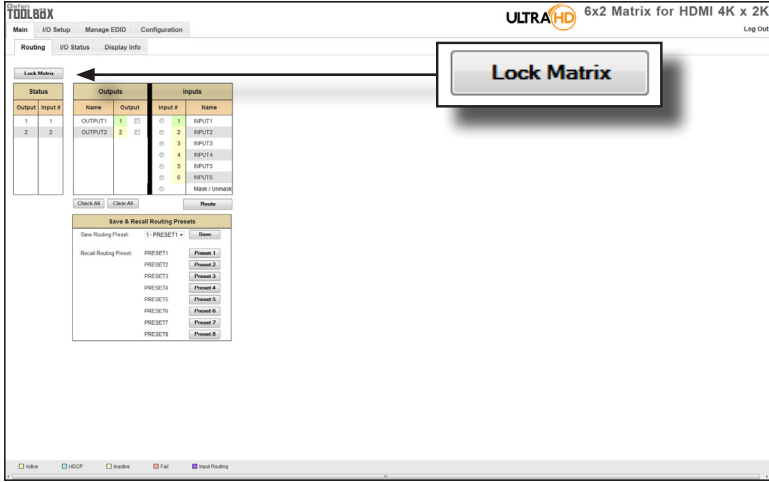 Gefen
TOOLBOX
ULTRA HD 6x2 Matrix for HDMI 4K x 2K
Main I/O Setup Manage EDID Configuration
Log Out
Routing I/O Status Display Info
Lock Matrix
Lock Matrix
Status Outputs Inputs
Output Input # Name Output Input # Name
1 1 OUTPUT1 1 1 INPUT1
2 2 OUTPUT2 2 2 INPUT2
3 INPUT3
4 INPUT4
5 INPUT5
6 INPUT6
Mask / Unmask
Check All Clear All Route
Save & Recall Routing Presets
Save Routing Preset: 1 - PRESET1 Save
Recall Routing Preset: PRESET1 Preset 1
PRESET2 Preset 2
PRESET3 Preset 3
PRESET4 Preset 4
PRESET5 Preset 5
PRESET6 Preset 6
PRESET7 Preset 7
PRESET8 Preset 8
Active HDCP Inactive Fail Input Routing